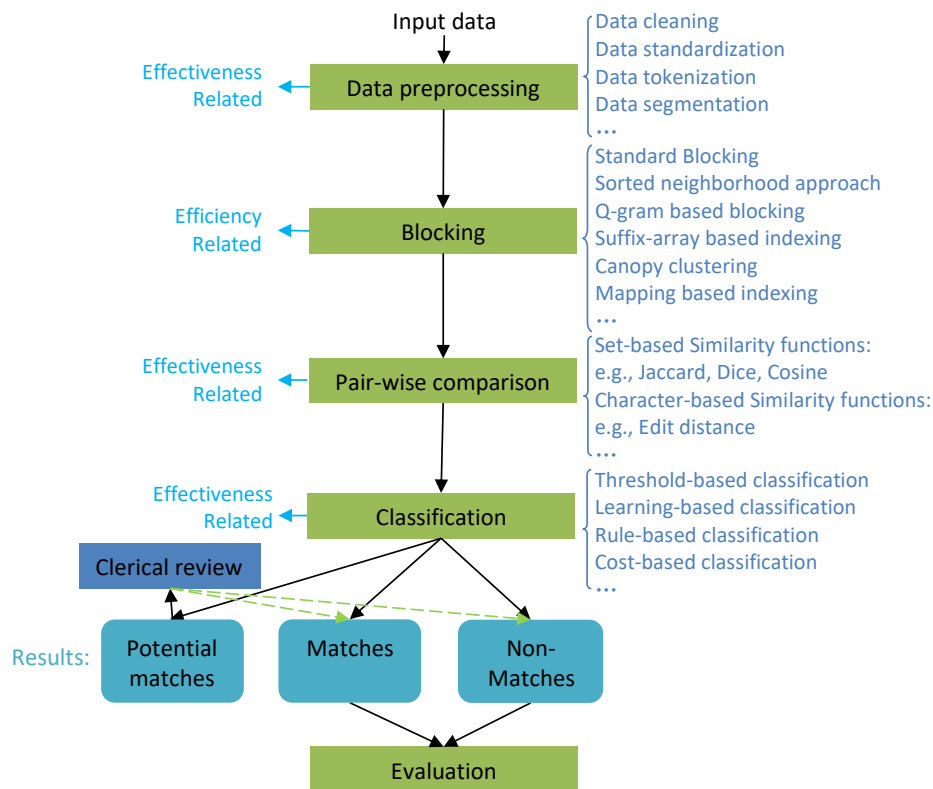 Input data
Effectiveness
Related
Data preprocessing
Data cleaning
Data standardization
Data tokenization
Data segmentation
...
Efficiency
Related
Blocking
Standard Blocking
Sorted neighborhood approach
Q-gram based blocking
Suffix-array based indexing
Canopy clustering
Mapping based indexing
...
Effectiveness
Related
Pair-wise comparison
Set-based Similarity functions:
e.g., Jaccard, Dice, Cosine
Character-based Similarity functions:
e.g., Edit distance
...
Effectiveness
Related
Classification
Threshold-based classification
Learning-based classification
Rule-based classification
Cost-based classification
...
Clerical review
Results:
Potential
matches
Matches
Non-
Matches
Evaluation